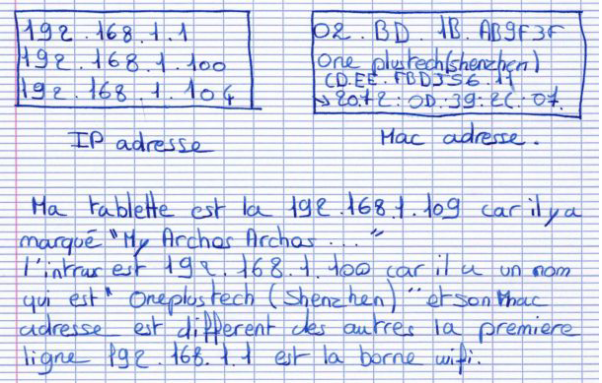 192.168.1.1
192.168.1.100
192.168.1.104
IP adresse
02.BD.1B.AB9F3F
One plustech(shenzhen)
CD.EE.FBD3S6.11
↳ 2012:0D:39:2C:07.
Mac adresse.
Ma tablette est la 192.168.1.109 car il y a
marqué "My Archos Archos ..."
l'intrus est 192.168.1.100 car il a un nom
qui est "Oneplustech (Shenzhen)" et son Mac
adresse est different des autres la premiere
ligne 192.168.1.1 est la borne wifi.